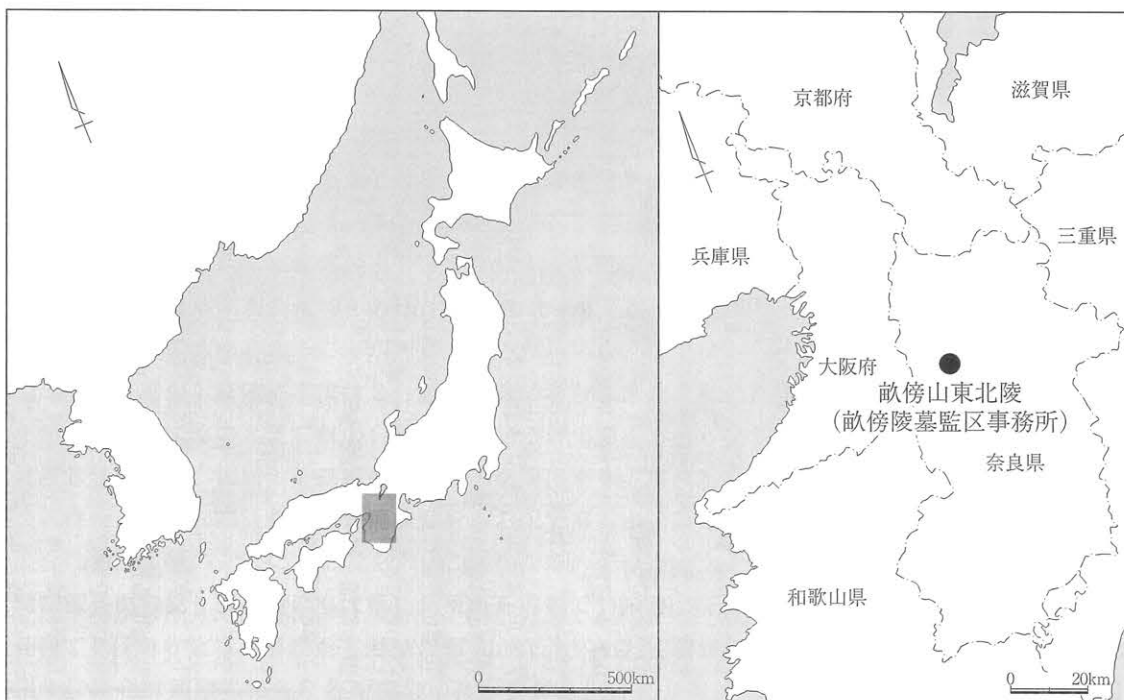 500km
京都府
滋賀県
兵庫県
三重県
大阪府
畝傍山東北陵
(畝傍陵墓監区事務所)
奈良県
和歌山県
0
0
20km